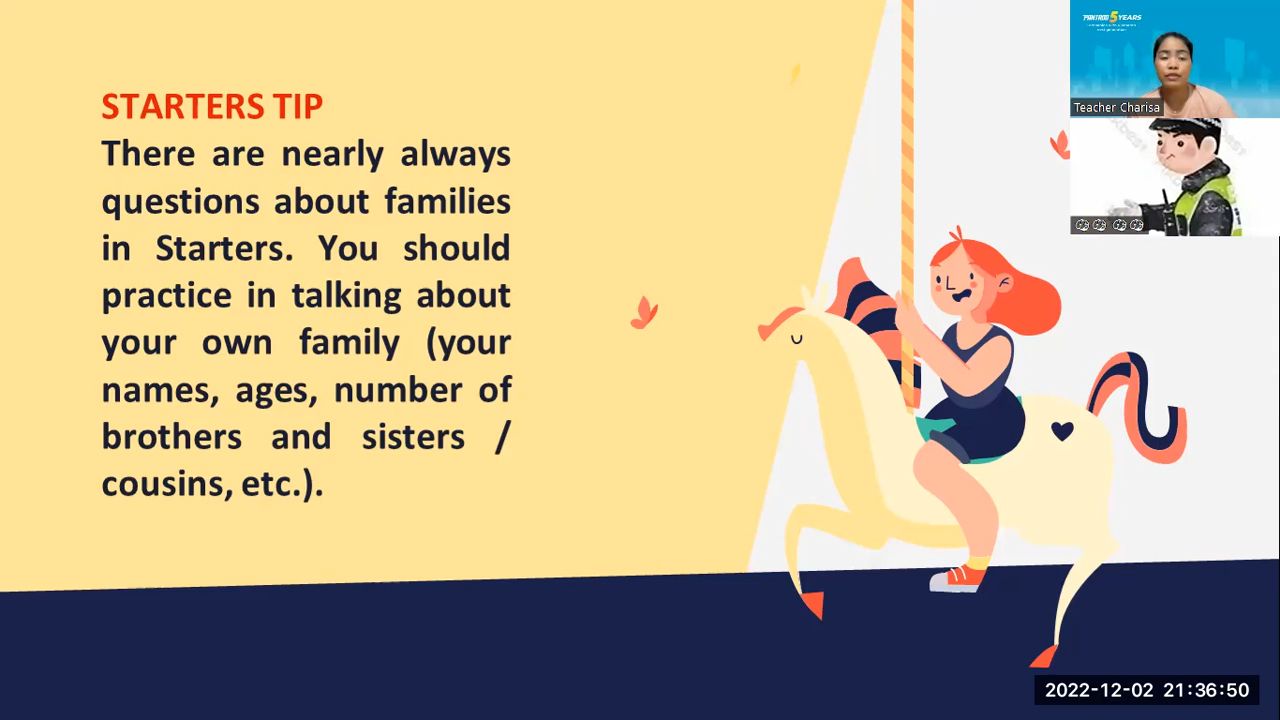 STARTERS TIP
There are nearly always
questions about families
in Starters. You should
practice in talking about
your own family (your
names, ages, number of
brothers and sisters /
cousins, etc.).
5 YEARS
Teacher Charisa
2022-12-02 21:36:50